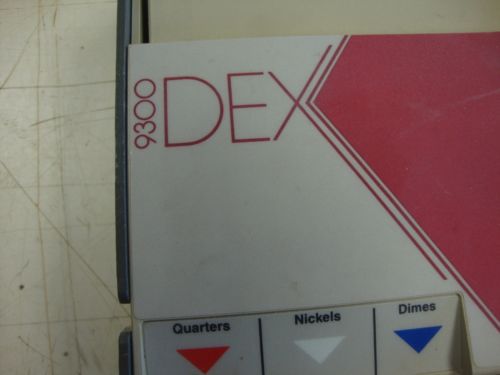 9300
DEX
Quarters
Nickels
Dimes